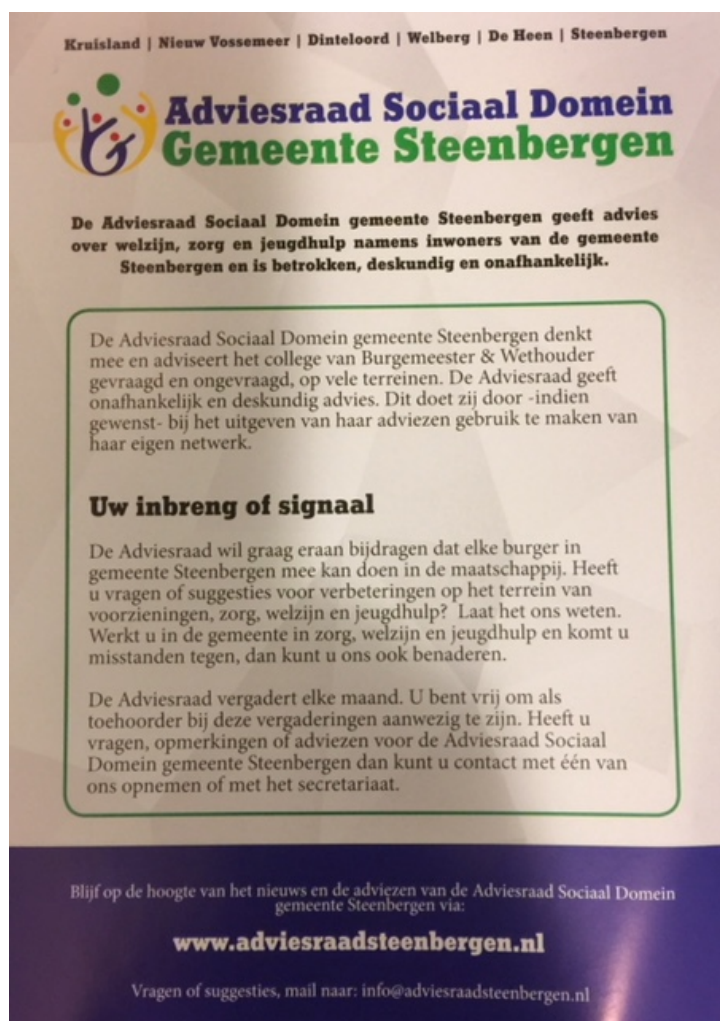 Kruisland | Nieuw Vossemeer | Dinteloord | Welberg | De Heen | Steenbergen
Adviesraad Sociaal Domein
Gemeente Steenbergen
De Adviesraad Sociaal Domein gemeente Steenbergen geeft advies
over welzijn, zorg en jeugdhulp namens inwoners van de gemeente
Steenbergen en is betrokken, deskundig en onafhankelijk.
De Adviesraad Sociaal Domein gemeente Steenbergen denkt
mee en adviseert het college van Burgemeester & Wethouder
gevraagd en ongevraagd, op vele terreinen. De Adviesraad geeft
onafhankelijk en deskundig advies. Dit doet zij door -indien
gewenst- bij het uitgeven van haar adviezen gebruik te maken van
haar eigen netwerk.
Uw inbreng of signaal
De Adviesraad wil graag eraan bijdragen dat elke burger in
gemeente Steenbergen mee kan doen in de maatschappij. Heeft
u vragen of suggesties voor verbeteringen op het terrein van
voorzieningen, zorg, welzijn en jeugdhulp? Laat het ons weten.
Werkt u in de gemeente in zorg, welzijn en jeugdhulp en komt u
misstanden tegen, dan kunt u ons ook benaderen.
De Adviesraad vergadert elke maand. U bent vrij om als
toehoorder bij deze vergaderingen aanwezig te zijn. Heeft u
vragen, opmerkingen of adviezen voor de Adviesraad Sociaal
Domein gemeente Steenbergen dan kunt u contact met één van
ons opnemen of met het secretariaat.
Blijf op de hoogte van het nieuws en de adviezen van de Adviesraad Sociaal Domein
gemeente Steenbergen via:
www.adviesraadsteenbergen.nl
Vragen of suggesties, mail naar: info@adviesraadsteenbergen.nl